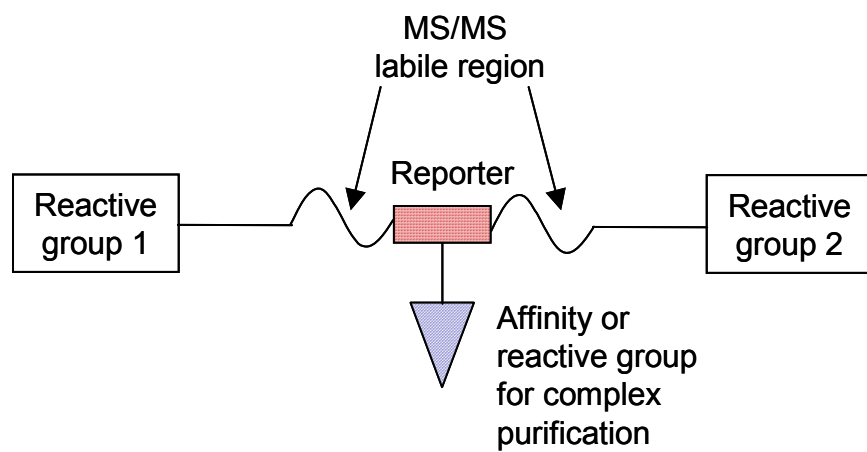 MS/MS
labile region
Reporter
Reactive
group 1
Reactive
group 2
Affinity or
reactive group
for complex
purification